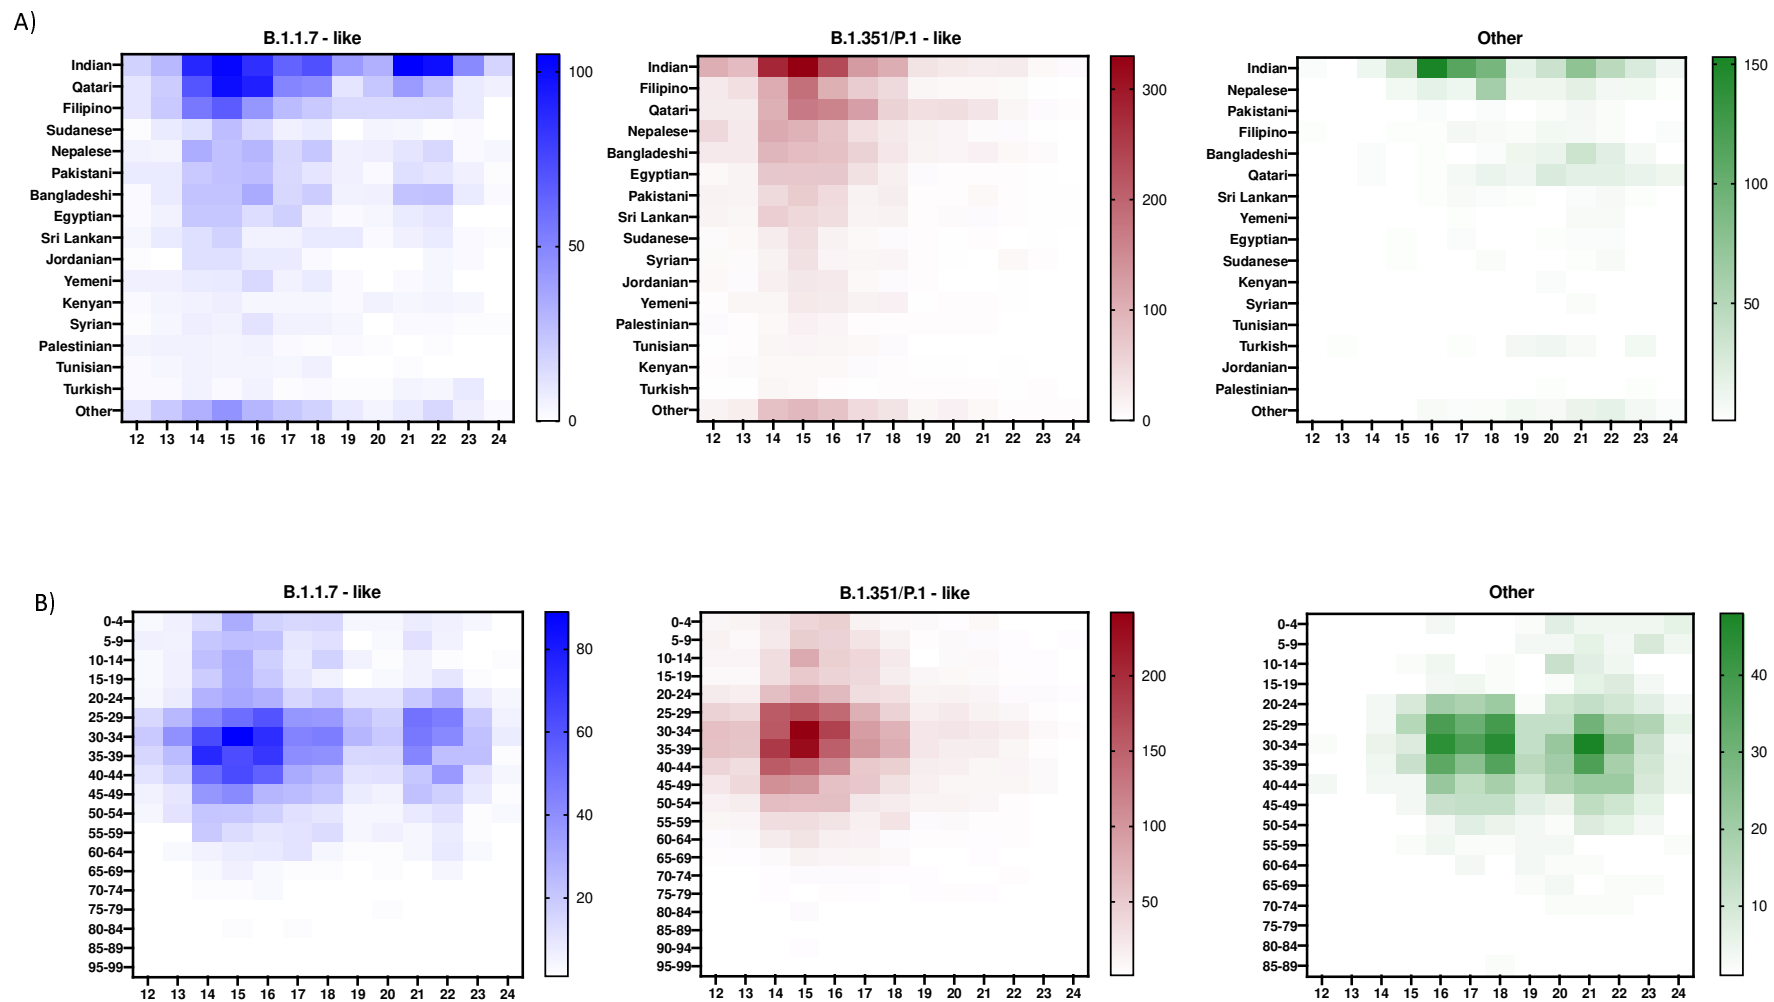 A)
B.1.1.7 - like
Indian
Qatari
Filipino
Sudanese
Nepalese
Pakistani
Bangladeshi
Egyptian
Sri Lankan
Jordanian
Yemeni
Kenyan
Syrian
Palestinian
Tunisian
Turkish
Other
12 13 14 15 16 17 18 19 20 21 22 23 24
100
50
0
B.1.351/P.1 - like
Indian
Filipino
Qatari
Nepalese
Bangladeshi
Egyptian
Pakistani
Sri Lankan
Sudanese
Syrian
Jordanian
Yemeni
Palestinian
Tunisian
Kenyan
Turkish
Other
12 13 14 15 16 17 18 19 20 21 22 23 24
300
200
100
0
Other
Indian
Nepalese
Pakistani
Filipino
Bangladeshi
Qatari
Sri Lankan
Yemeni
Egyptian
Sudanese
Kenyan
Syrian
Tunisian
Turkish
Jordanian
Palestinian
Other
12 13 14 15 16 17 18 19 20 21 22 23 24
150
100
50
B)
B.1.1.7 - like
0-4
5-9
10-14
15-19
20-24
25-29
30-34
35-39
40-44
45-49
50-54
55-59
60-64
65-69
70-74
75-79
80-84
85-89
95-99
12 13 14 15 16 17 18 19 20 21 22 23 24
80
60
40
20
B.1.351/P.1 - like
0-4
5-9
10-14
15-19
20-24
25-29
30-34
35-39
40-44
45-49
50-54
55-59
60-64
65-69
70-74
75-79
80-84
85-89
90-94
95-99
12 13 14 15 16 17 18 19 20 21 22 23 24
200
150
100
50
Other
0-4
5-9
10-14
15-19
20-24
25-29
30-34
35-39
40-44
45-49
50-54
55-59
60-64
65-69
70-74
75-79
80-84
85-89
12 13 14 15 16 17 18 19 20 21 22 23 24
40
30
20
10